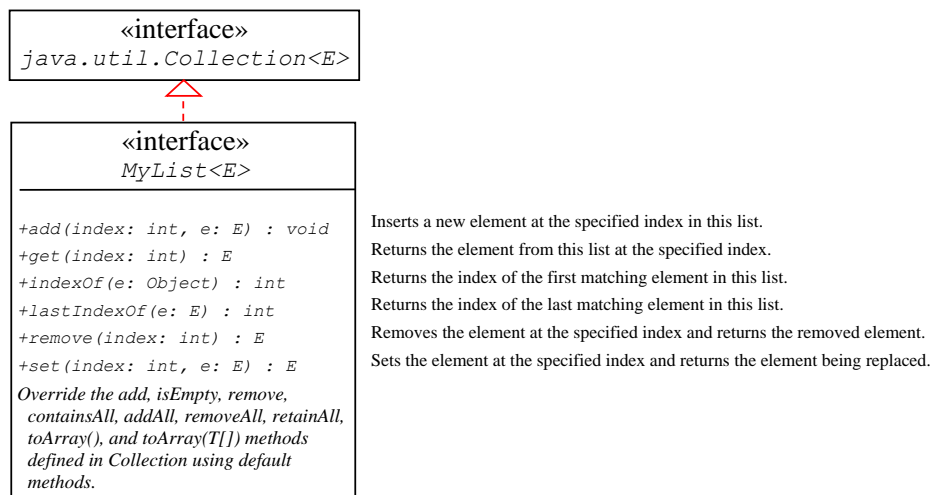 «interface»
java.util.Collection<E>
«interface»
MyList<E>
+add(index: int, e: E) : void
Inserts a new element at the specified index in this list.
+get(index: int) : E
Returns the element from this list at the specified index.
+indexOf(e: Object) : int
Returns the index of the first matching element in this list.
+lastIndexOf(e: E) : int
Returns the index of the last matching element in this list.
+remove(index: int) : E
Removes the element at the specified index and returns the removed element.
+set(index: int, e: E) : E
Sets the element at the specified index and returns the element being replaced.
Override the add, isEmpty, remove,
containsAll, addAll, removeAll, retainAll,
toArray(), and toArray(T[]) methods
defined in Collection using default
methods.